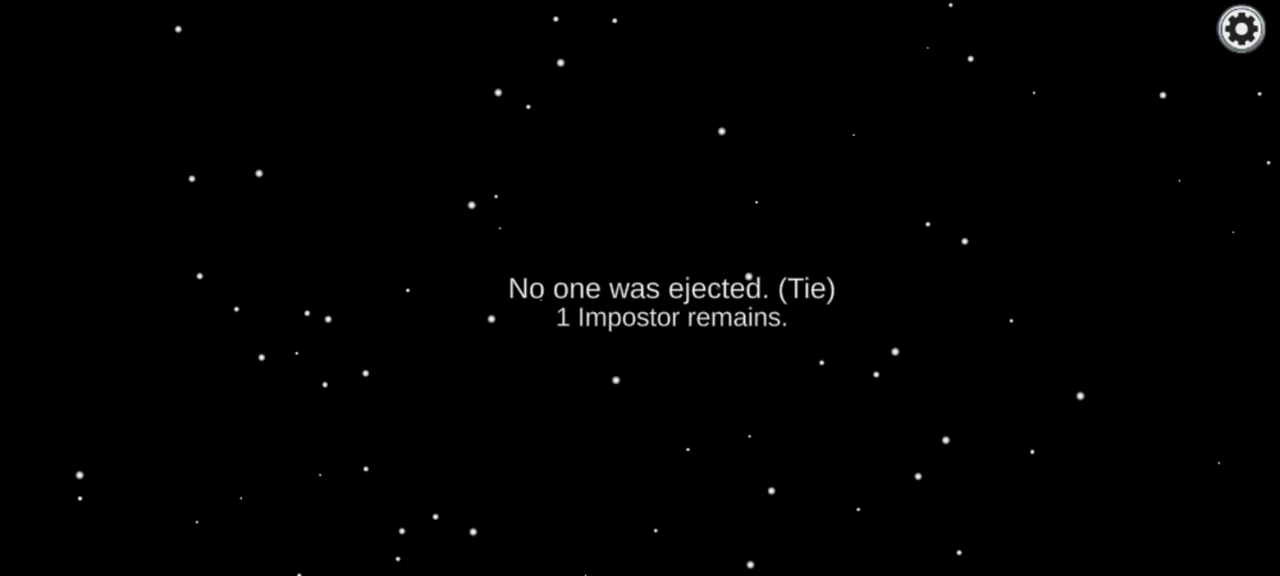 No one was ejected. (Tie)
1 Impostor remains.